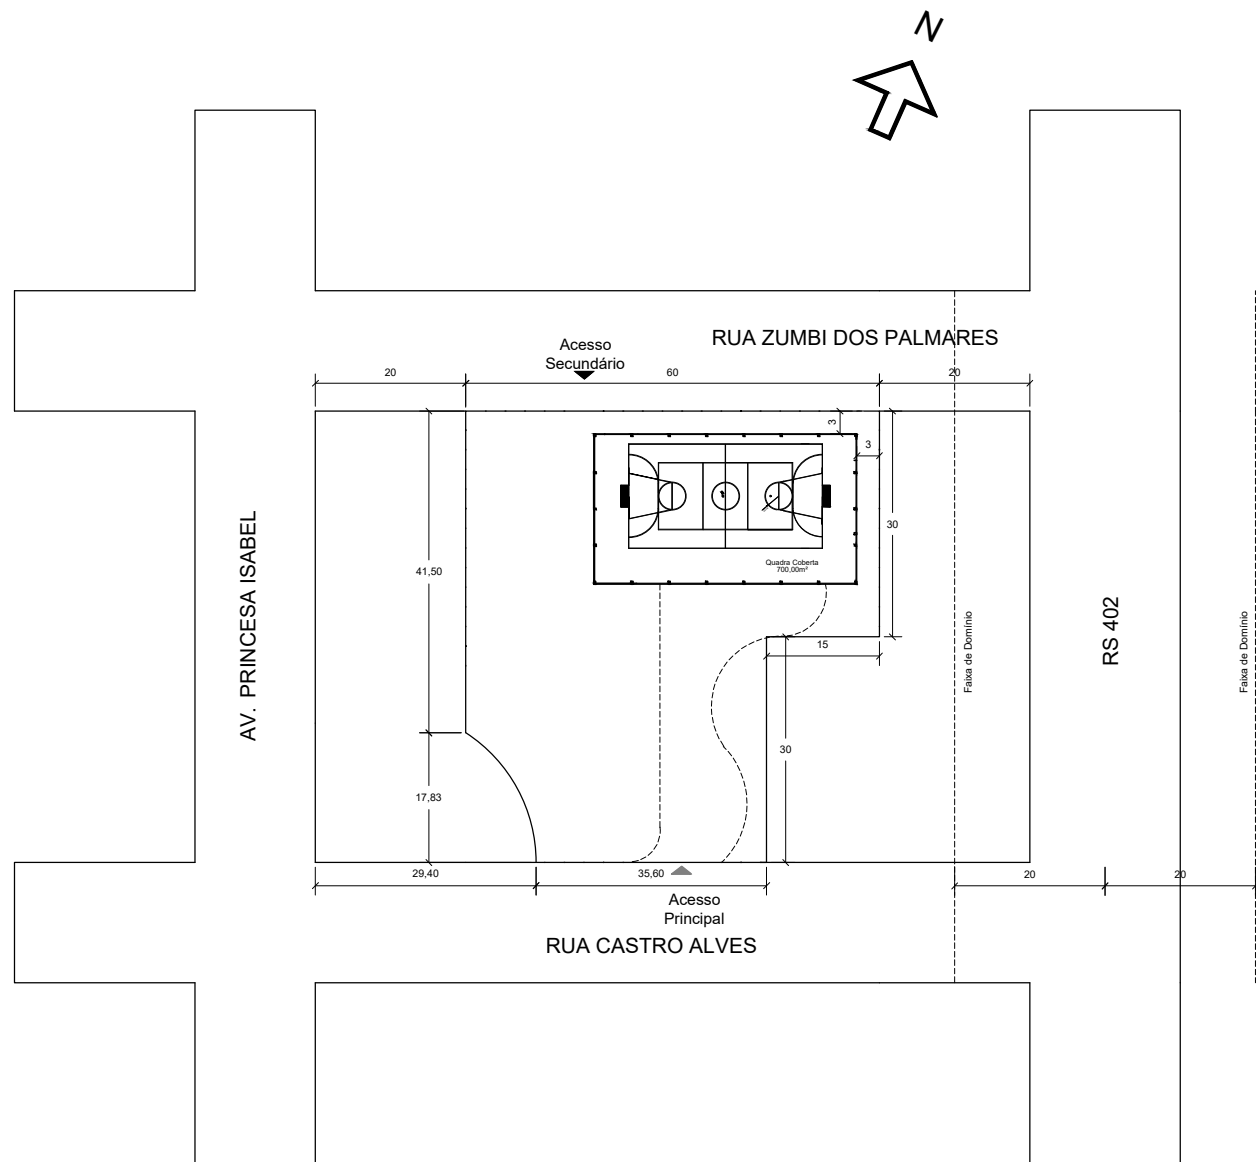 N
RUA ZUMBI DOS PALMARES
Acesso
Secundário
20
60
20
3
3
30
AV. PRINCESA ISABEL
41,50
Quadra Coberta
700,00m²
15
Faixa de Domínio
RS 402
Faixa de Domínio
30
17,83
29,40
35,60
20
20
Acesso
Principal
RUA CASTRO ALVES